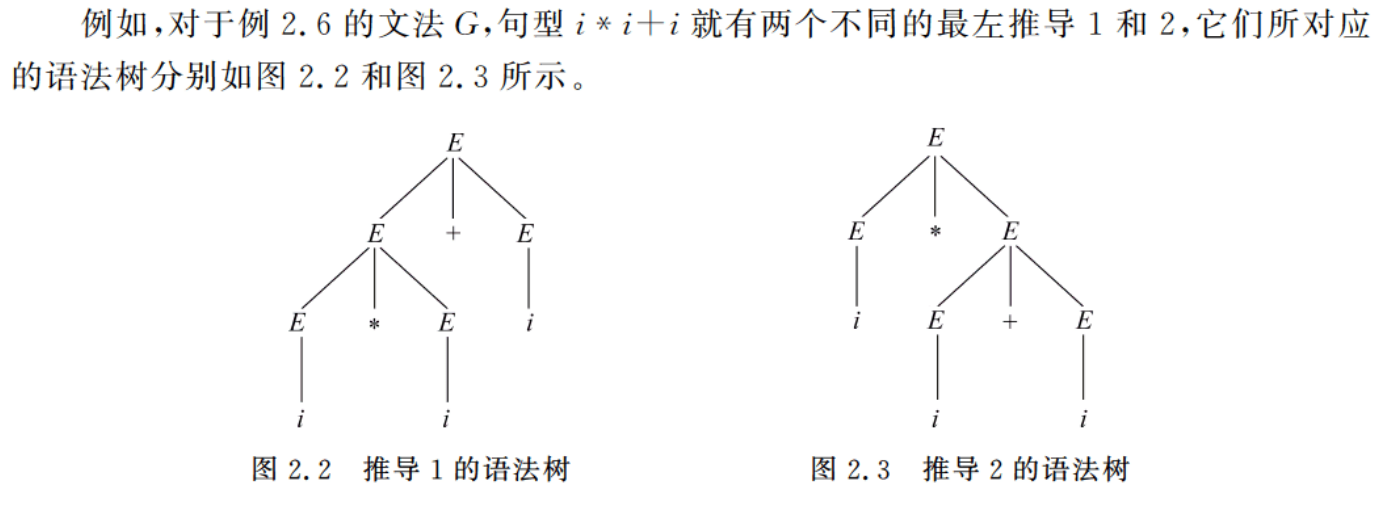 例如,对于例 2.6 的文法 G,句型 i * i+i 就有两个不同的最左推导 1 和 2,它们所对应
的语法树分别如图 2.2 和图 2.3 所示。
E
E + E
E * E i
i i
图 2.2 推导 1 的语法树
E
E * E
i E + E
i i
图 2.3 推导 2 的语法树